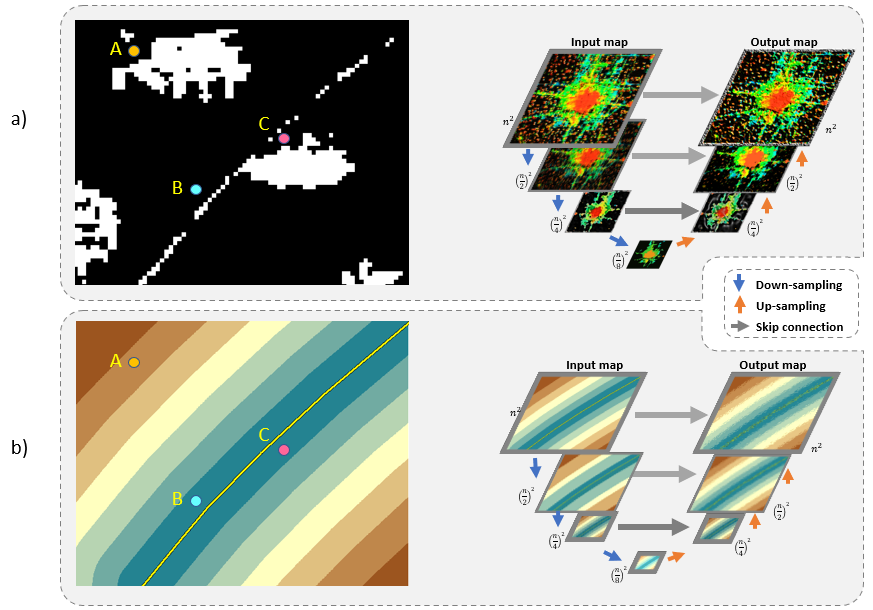 a)
A
C
B
Input map
Output map
n²
n²
(n/2)²
(n/2)²
(n/4)²
(n/4)²
(n/8)²
Down-sampling
Up-sampling
Skip connection
b)
A
C
B
Input map
Output map
n²
n²
(n/2)²
(n/2)²
(n/4)²
(n/4)²
(n/8)²